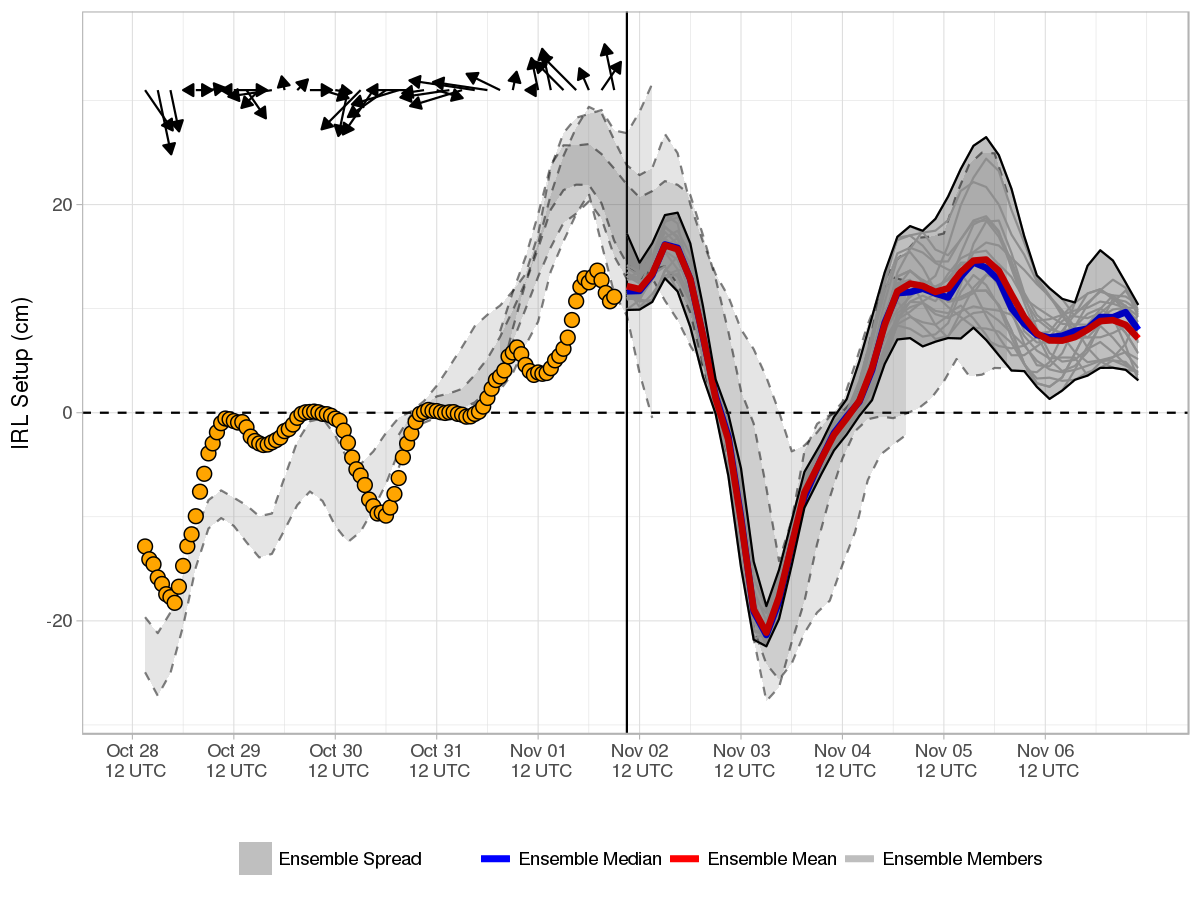 IRL Setup (cm)
20
0
-20
Oct 28 Oct 29 Oct 30 Oct 31 Nov 01 Nov 02 Nov 03 Nov 04 Nov 05 Nov 06
12 UTC 12 UTC 12 UTC 12 UTC 12 UTC 12 UTC 12 UTC 12 UTC 12 UTC 12 UTC
Ensemble Spread Ensemble Median Ensemble Mean Ensemble Members